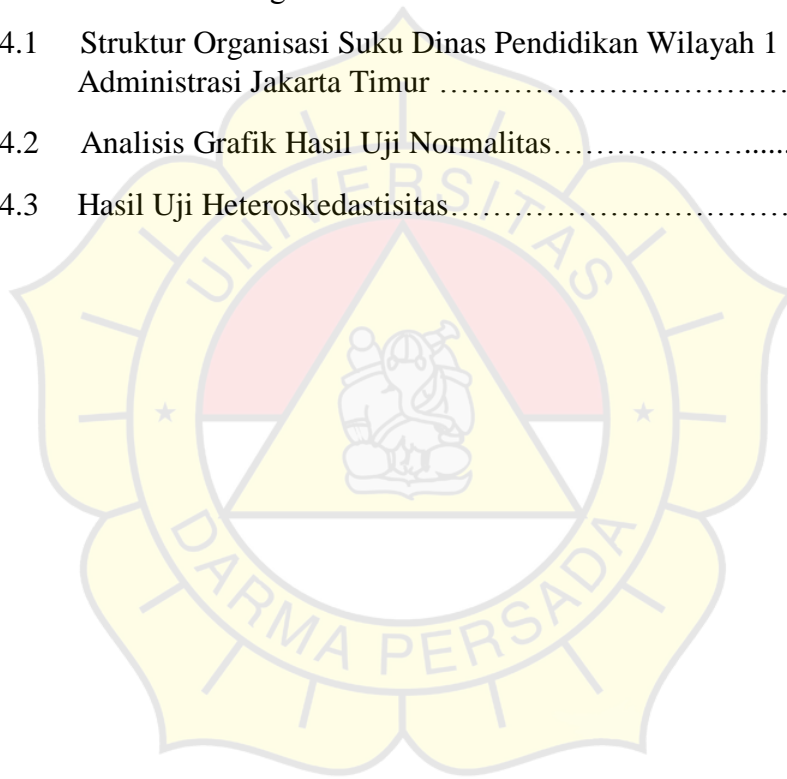 4.1 Struktur Organisasi Suku Dinas Pendidikan Wilayah 1
Administrasi Jakarta Timur ……………………………
4.2 Analisis Grafik Hasil Uji Normalitas………………......
4.3 Hasil Uji Heteroskedastisitas……………………………
UNIVERSITAS
DARMA PERSADA